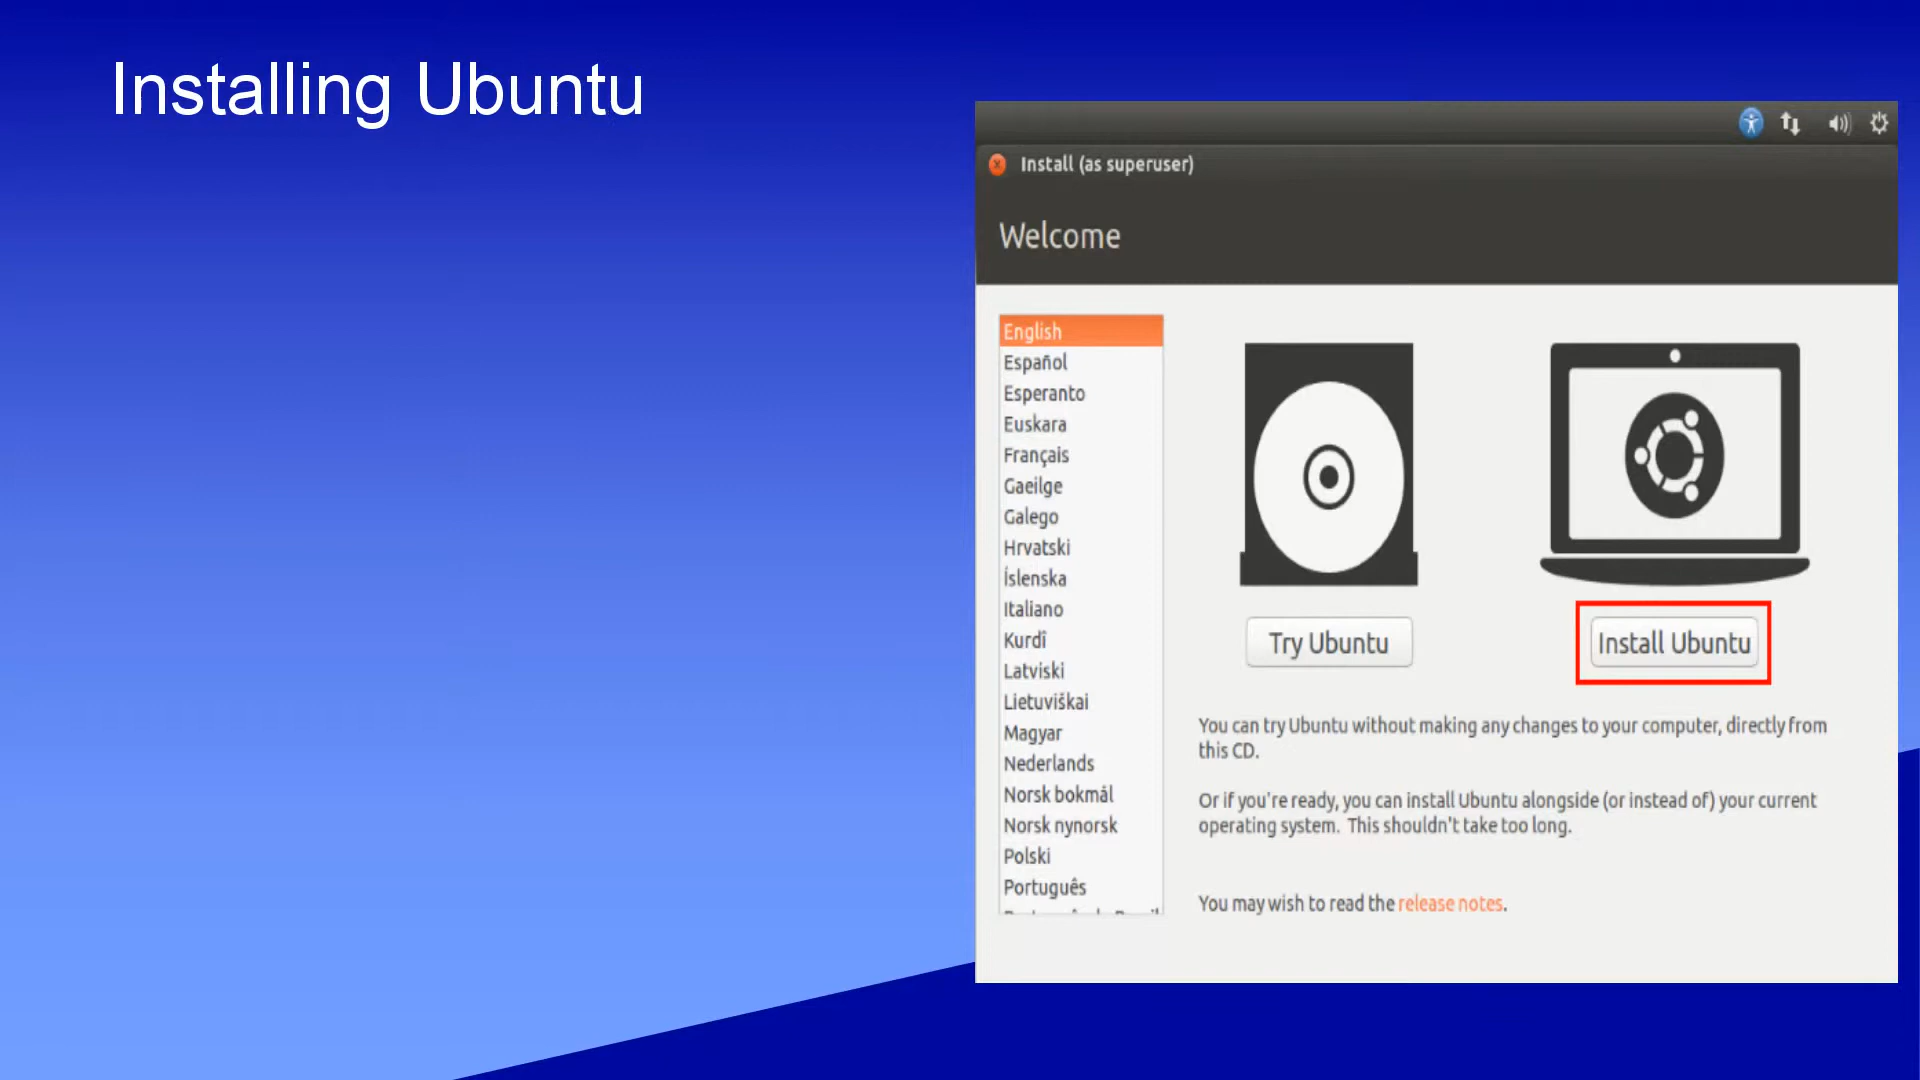 Installing Ubuntu
Install (as superuser)
Welcome
English
Español
Esperanto
Euskara
Français
Gaeilge
Galego
Hrvatski
Íslenska
Italiano
Kurdî
Latviski
Lietuviškai
Magyar
Nederlands
Norsk bokmål
Norsk nynorsk
Polski
Português
Try Ubuntu
Install Ubuntu
You can try Ubuntu without making any changes to your computer, directly from
this CD.
Or if you're ready, you can install Ubuntu alongside (or instead of) your current
operating system. This shouldn't take too long.
You may wish to read the release notes.